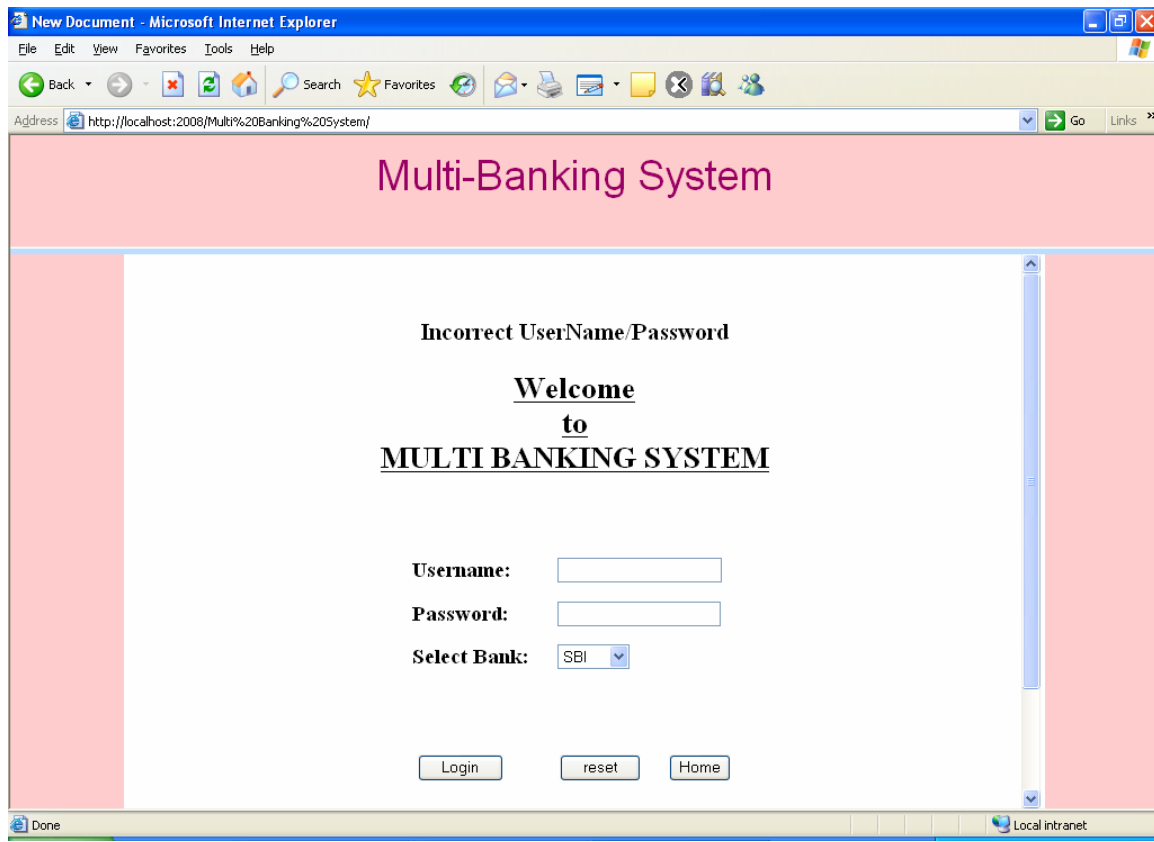 New Document - Microsoft Internet Explorer
File Edit View Favorites Tools Help
Back Search Favorites
Address http://localhost:2008/Multi%20Banking%20System/ Go Links »
Multi-Banking System
Incorrect UserName/Password
Welcome
to
MULTI BANKING SYSTEM
Username:
Password:
Select Bank: SBI
Login reset Home
Done Local intranet